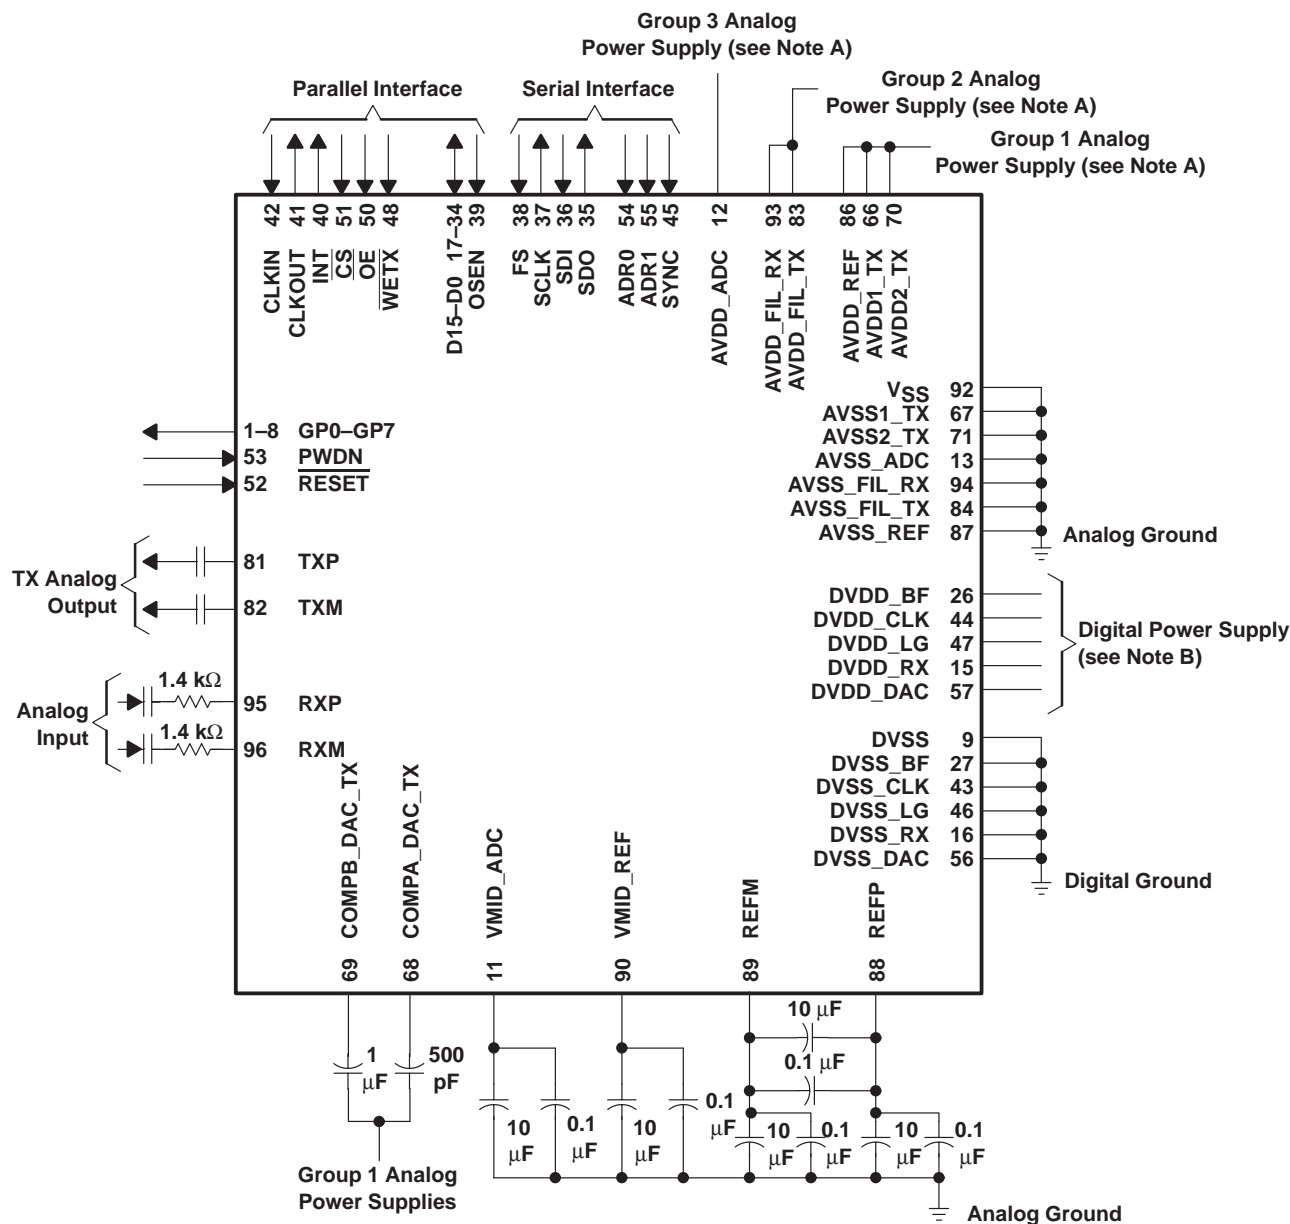 Group 3 Analog
Power Supply (see Note A)
Group 2 Analog
Power Supply (see Note A)
Group 1 Analog
Power Supply (see Note A)
Parallel Interface
Serial Interface
42
41
40
51
50
48
17–34
39
38
37
36
35
54
55
45
12
93
83
86
66
70
CLKIN
CLKOUT
INT
CS
OE
WETX
D15–D0
OSEN
FS
SCLK
SDI
SDO
ADR0
ADR1
SYNC
AVDD_ADC
AVDD_FIL_RX
AVDD_FIL_TX
AVDD_REF
AVDD1_TX
AVDD2_TX
1–8 GP0–GP7
53 PWDN
52 RESET
TX Analog
Output
81 TXP
82 TXM
Analog
Input
1.4 kΩ
95 RXP
1.4 kΩ
96 RXM
VSS 92
AVSS1_TX 67
AVSS2_TX 71
AVSS_ADC 13
AVSS_FIL_RX 94
AVSS_FIL_TX 84
AVSS_REF 87
Analog Ground
DVDD_BF 26
DVDD_CLK 44
DVDD_LG 47
DVDD_RX 15
DVDD_DAC 57
Digital Power Supply
(see Note B)
DVSS 9
DVSS_BF 27
DVSS_CLK 43
DVSS_LG 46
DVSS_RX 16
DVSS_DAC 56
Digital Ground
COMPB_DAC_TX
COMPA_DAC_TX
VMID_ADC
VMID_REF
REFM
REFP
69
68
11
90
89
88
1
μF
500
pF
10
μF
0.1
μF
10
μF
0.1
μF
10 μF
0.1 μF
10
μF
0.1
μF
10
μF
0.1
μF
Group 1 Analog
Power Supplies
Analog Ground